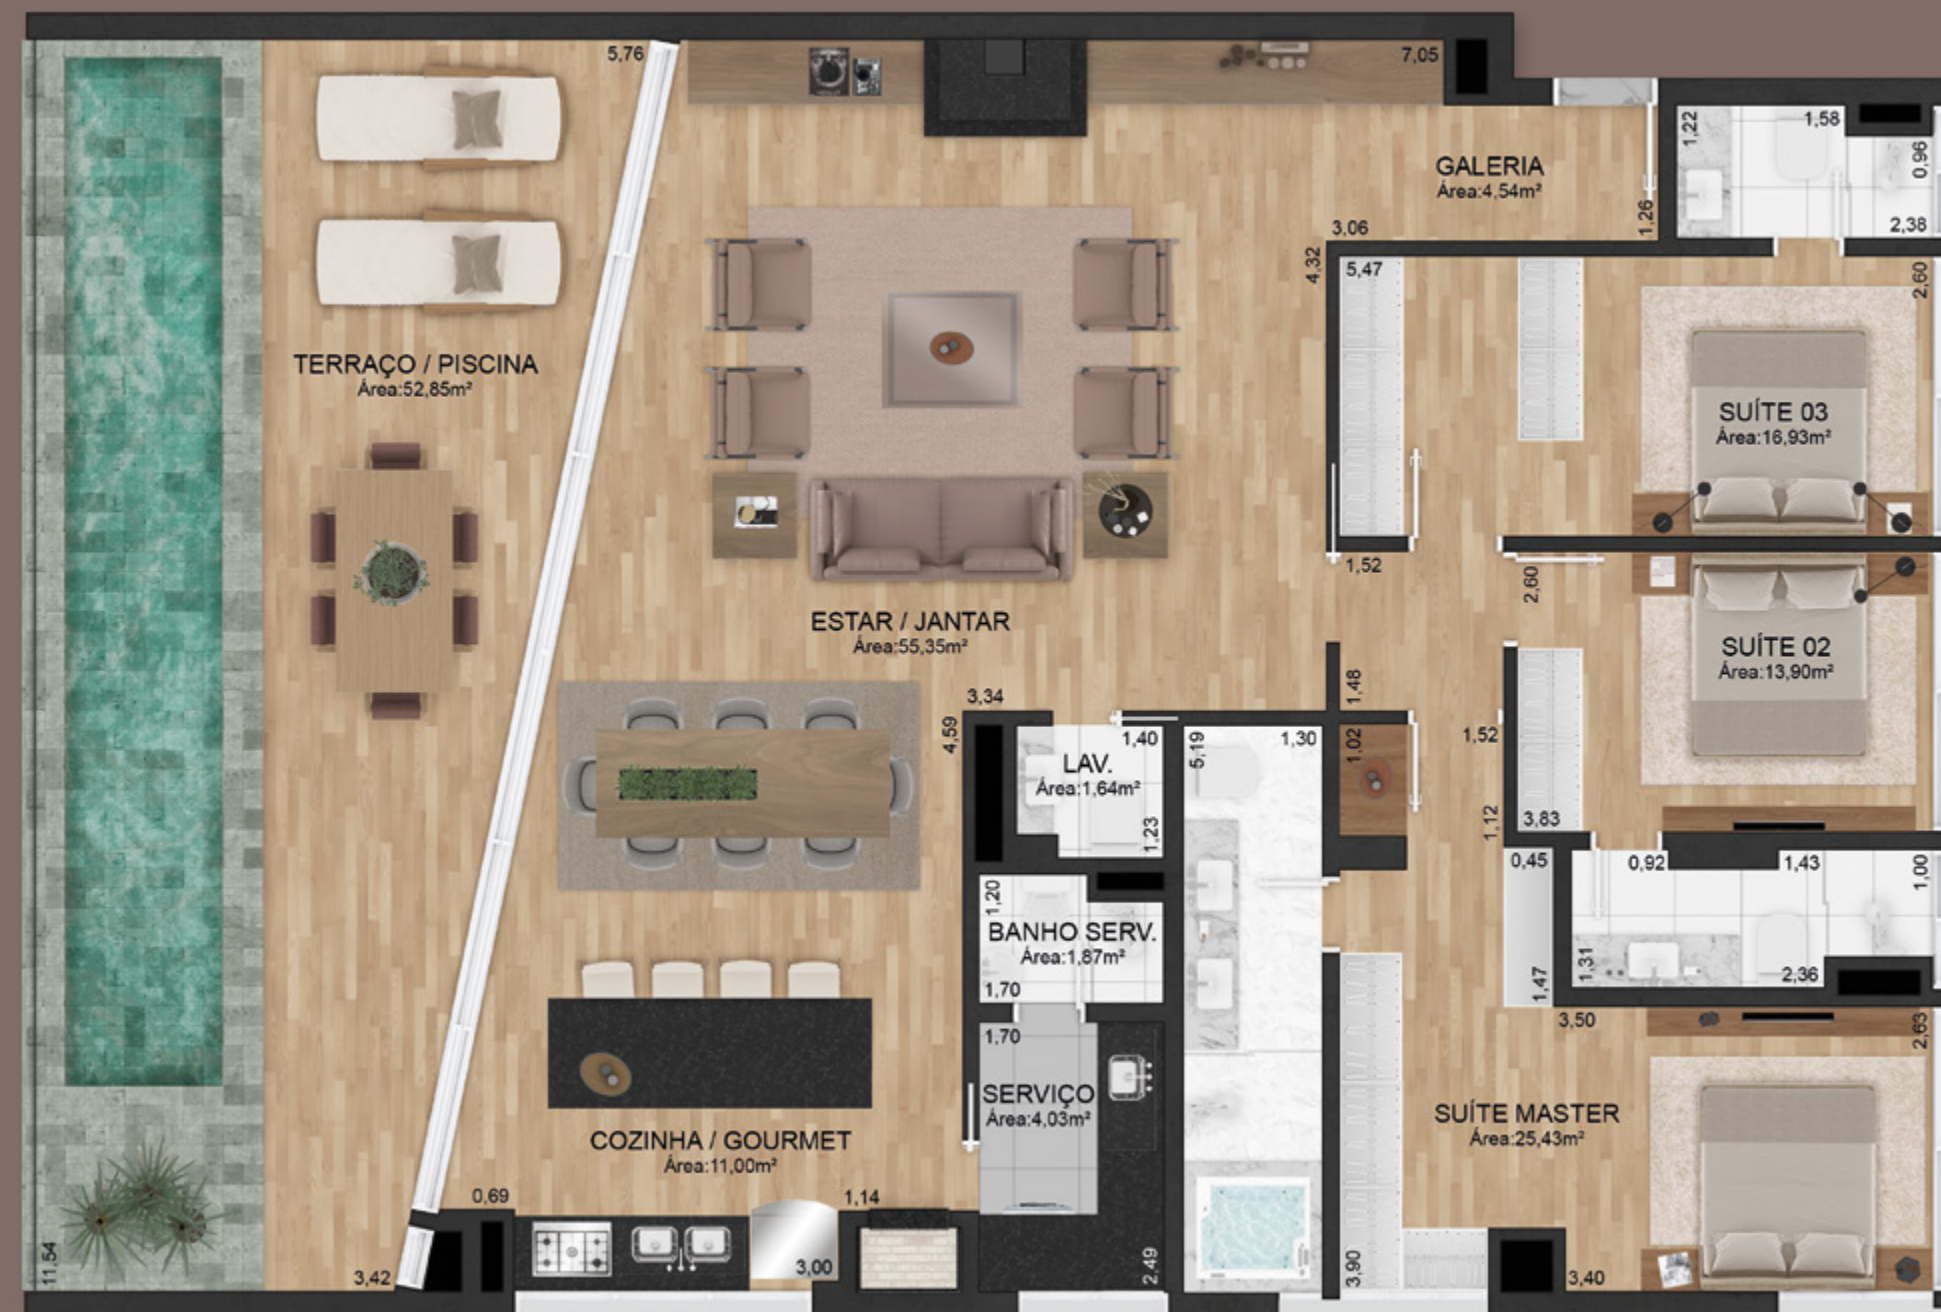 5,76
7,05
1,22
1,58
0,96
GALERIA
Área:4,54m²
1,26
3,06
2,38
4,32
5,47
2,60
TERRAÇO / PISCINA
Área:52,85m²
SUÍTE 03
Área:16,93m²
1,52
2,60
ESTAR / JANTAR
Área:55,35m²
SUÍTE 02
Área:13,90m²
3,34
1,48
4,59
1,40
5,19
1,30
1,02
1,52
LAV.
Área:1,64m²
1,23
1,12
3,83
0,45
0,92
1,43
1,00
1,20
BANHO SERV.
Área:1,87m²
1,70
1,31
2,36
1,47
1,70
3,50
2,63
SERVIÇO
Área:4,03m²
SUÍTE MASTER
Área:25,43m²
COZINHA / GOURMET
Área:11,00m²
0,69
1,14
11,54
3,42
3,00
2,49
3,90
3,40